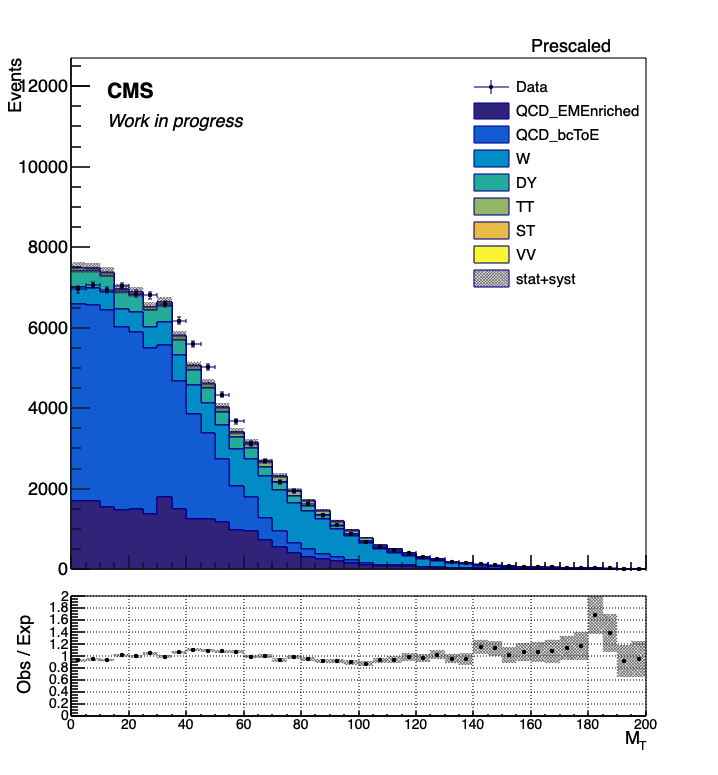 Prescaled
Events
12000
10000
8000
6000
4000
2000
0
CMS
Work in progress
Data
QCD_EMEnriched
QCD_bcToE
W
DY
TT
ST
VV
stat+syst
Obs / Exp
2
1.8
1.6
1.4
1.2
1
0.8
0.6
0.4
0.2
0
0 20 40 60 80 100 120 140 160 180 200
M_T